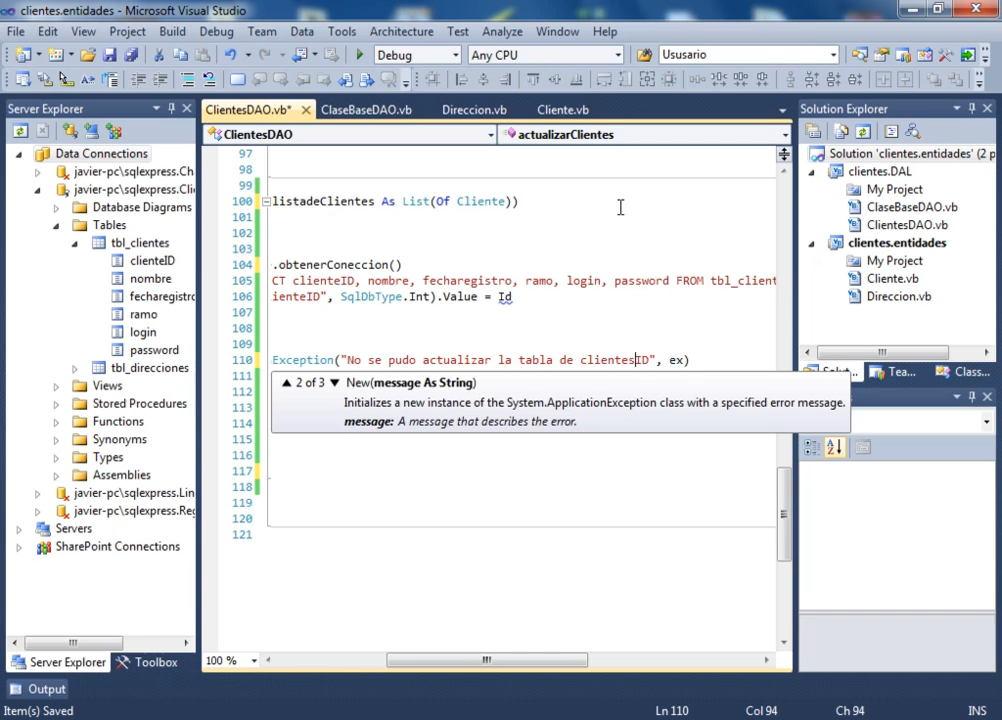 clientes.entidades - Microsoft Visual Studio
File Edit View Project Build Debug Team Data Tools Architecture Test Analyze Window Help
Debug Any CPU Ususario
Server Explorer
Data Connections
javier-pc\sqlexpress.Ch
javier-pc\sqlexpress.Cli
Database Diagrams
Tables
tbl_clientes
clienteID
nombre
fecharegistro
ramo
login
password
tbl_direcciones
Views
Stored Procedures
Functions
Synonyms
Types
Assemblies
javier-pc\sqlexpress.Lin
javier-pc\sqlexpress.Reg
Servers
SharePoint Connections
Server Explorer Toolbox
ClientesDAO.vb* ClaseBaseDAO.vb Direccion.vb Cliente.vb
ClientesDAO actualizarClientes
97
98
99
100 listadeClientes As List(Of Cliente))
101
102
103
104 .obtenerConeccion()
105 CT clienteID, nombre, fecharegistro, ramo, login, password FROM tbl_client
106 ienteID", SqlDbType.Int).Value = Id
107
108
109
110 Exception("No se pudo actualizar la tabla de clientesID", ex)
111
2 of 3 New(message As String)
112
Initializes a new instance of the System.ApplicationException class with a specified error message.
113
message: A message that describes the error.
114
115
116
117
118
119
120
121
100 %
Solution Explorer
Solution 'clientes.entidades' (2 p
clientes.DAL
My Project
ClaseBaseDAO.vb
ClientesDAO.vb
clientes.entidades
My Project
Cliente.vb
Direccion.vb
Solut... Tea... Class...
Output
Item(s) Saved Ln 110 Col 94 Ch 94 INS